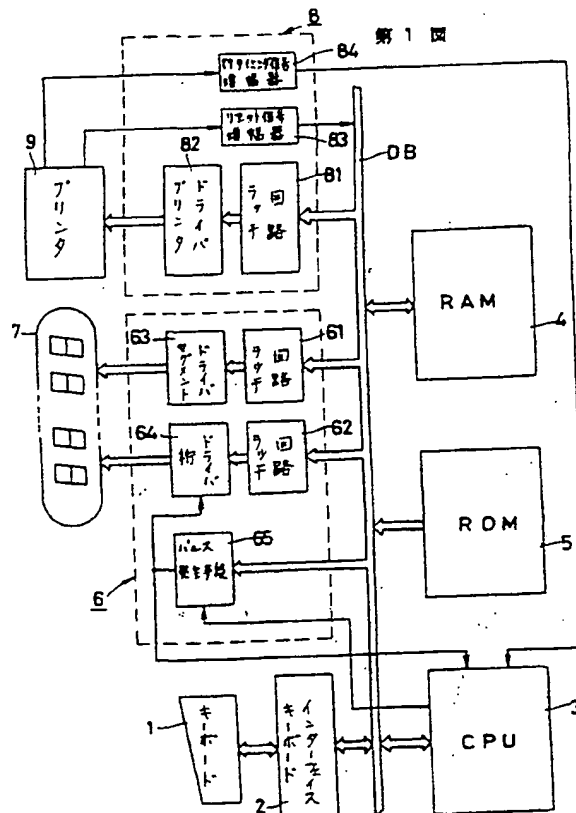 第1図
8
84
タイミング信号
増幅器
リセット信号
増幅器
83
DB
9
プリンタ
82
プリンタ
ドライバ
81
ラッチ
回路
RAM
4
7
63
セグメント
ドライバ
61
ラッチ
回路
64
桁
ドライバ
62
ラッチ
回路
ROM
5
65
パルス
発生手段
6
1
キーボード
キーボード
インターフェイス
2
CPU
3